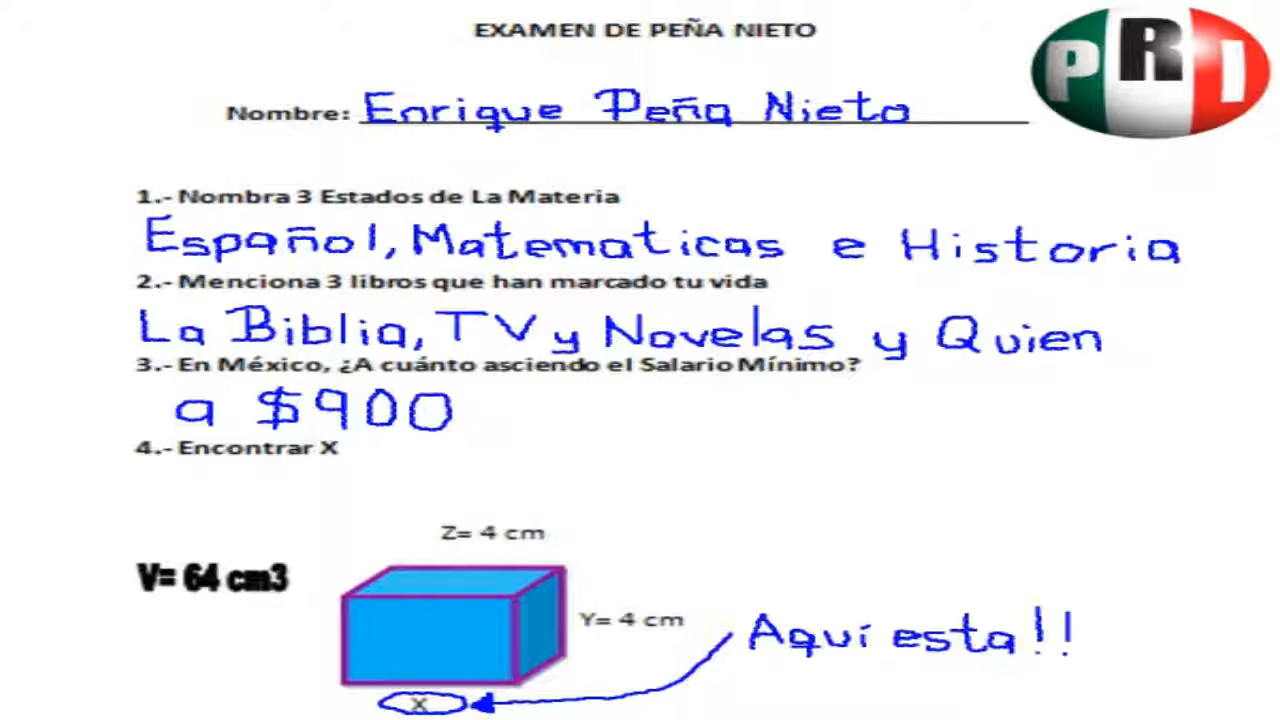 EXAMEN DE PEÑA NIETO
PRI
Nombre: Enrique Peña Nieto
1.- Nombra 3 Estados de La Materia
Español, Matematicas e Historia
2.- Menciona 3 libros que han marcado tu vida
La Biblia, TV y Novelas y Quien
3.- En México, ¿A cuánto asciendo el Salario Mínimo?
a $900
4.- Encontrar X
Z= 4 cm
V= 64 cm3
Y= 4 cm
Aquí esta!!
X